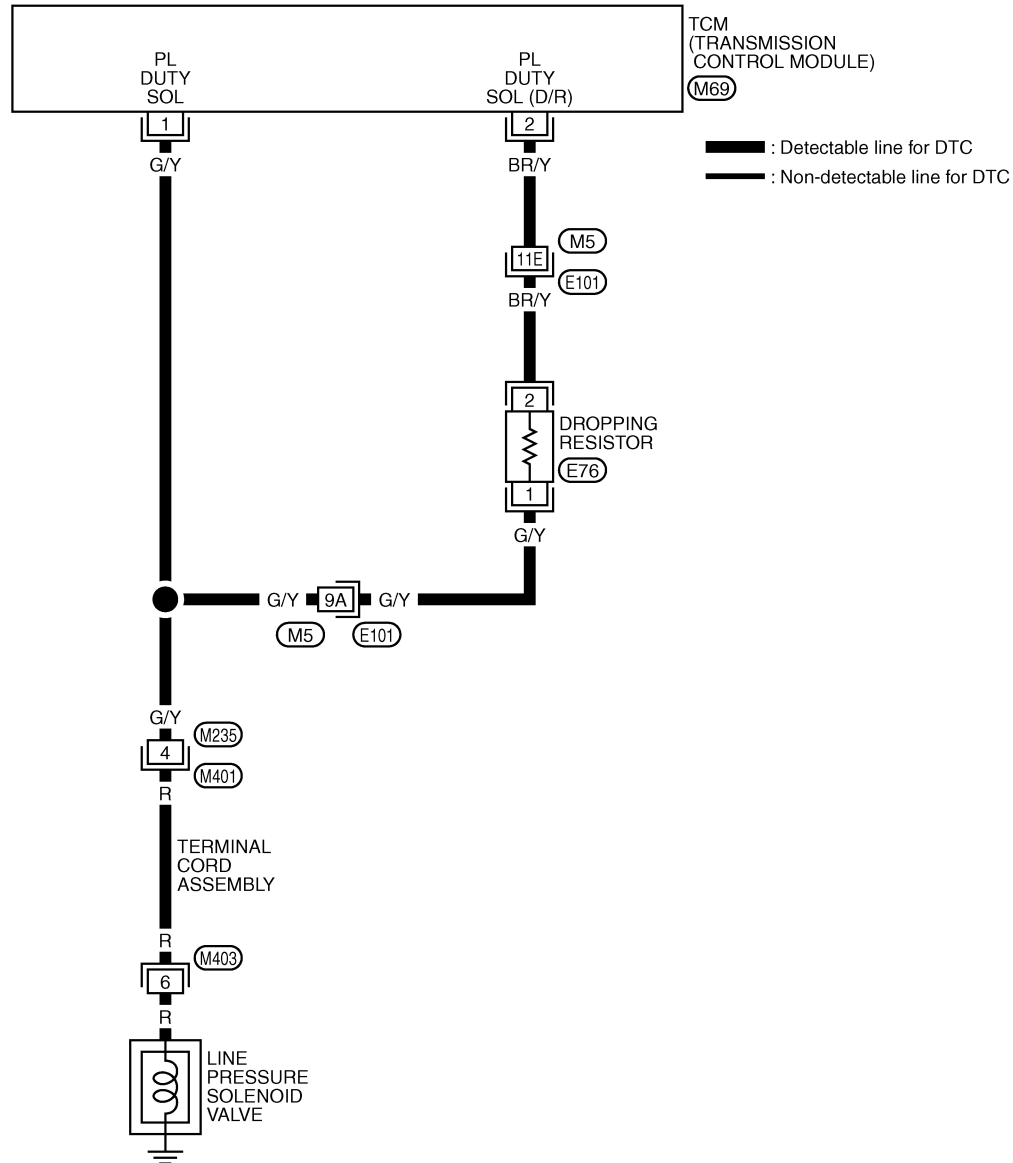 TCM
(TRANSMISSION
CONTROL MODULE)
M69
PL
DUTY
SOL
PL
DUTY
SOL (D/R)
1
2
G/Y
BR/Y
: Detectable line for DTC
: Non-detectable line for DTC
M5
11E
E101
BR/Y
2
DROPPING
RESISTOR
E76
1
G/Y
G/Y
9A
G/Y
M5
E101
G/Y
M235
4
M401
R
TERMINAL
CORD
ASSEMBLY
R
M403
6
R
LINE
PRESSURE
SOLENOID
VALVE